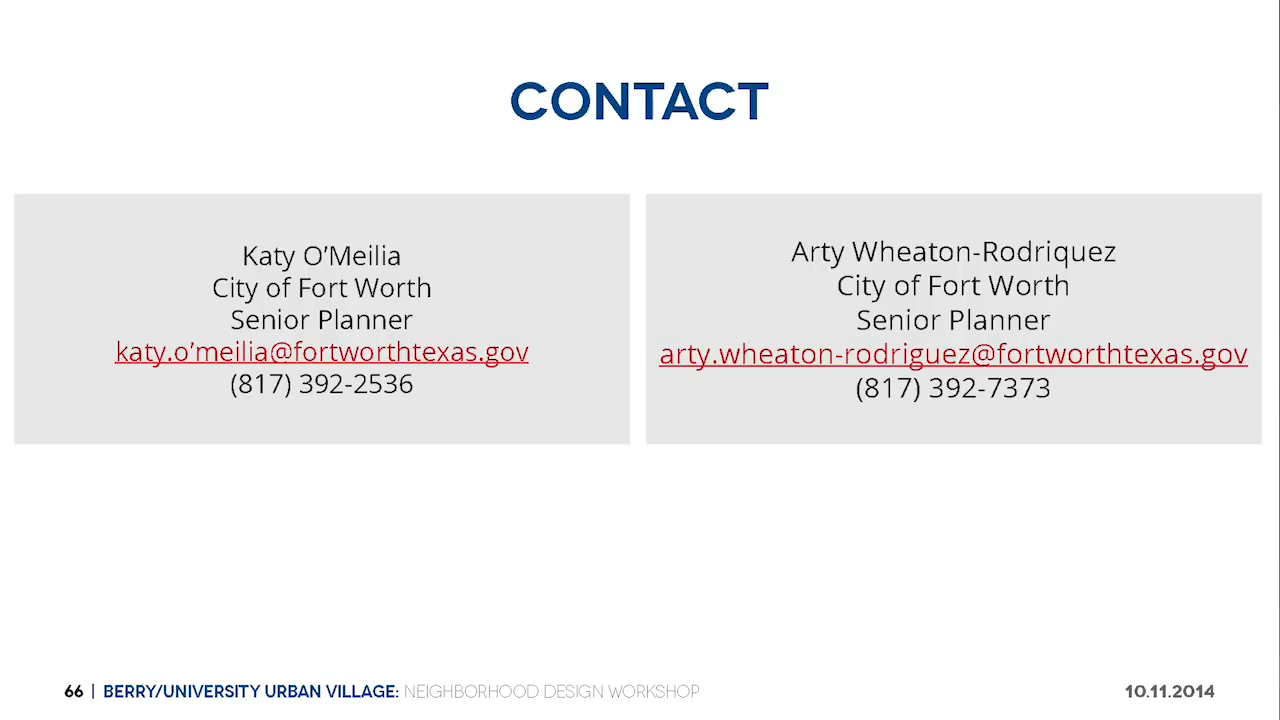 CONTACT
Katy O’Meilia
City of Fort Worth
Senior Planner
katy.o’meilia@fortworthtexas.gov
(817) 392-2536
Arty Wheaton-Rodriquez
City of Fort Worth
Senior Planner
arty.wheaton-rodriguez@fortworthtexas.gov
(817) 392-7373
66 | BERRY/UNIVERSITY URBAN VILLAGE: NEIGHBORHOOD DESIGN WORKSHOP
10.11.2014